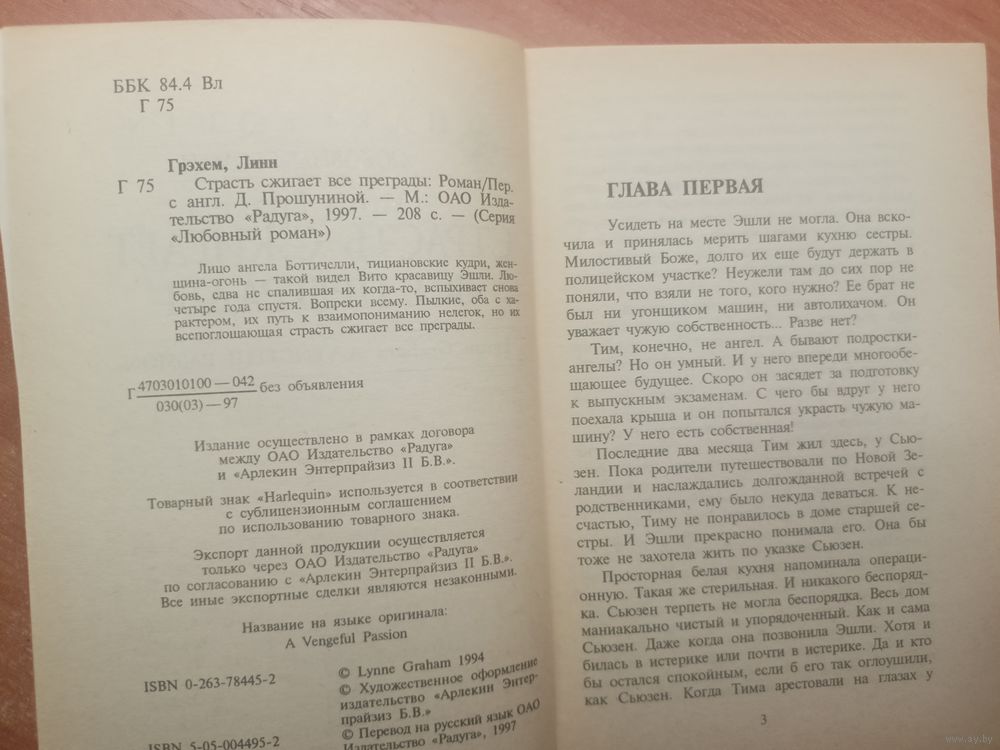 ББК 84.4 Вл
Г 75
Грэхем, Линн
Г 75 Страсть сжигает все преграды: Роман/Пер.
с англ. Д. Прошуниной. — М.: ОАО Изда-
тельство «Радуга», 1997. — 208 с. — (Серия
«Любовный роман»)
Лицо ангела Боттичелли, тициановские кудри, жен-
щина-огонь — такой видел Вито красавицу Эшли. Лю-
бовь, едва не спалившая их когда-то, вспыхивает снова
четыре года спустя. Вопреки всему. Пылкие, оба с ха-
рактером, их путь к взаимопониманию нелегок, но их
всепоглощающая страсть сжигает все преграды.
Г 4703010100—042 без объявления
030(03)—97
Издание осуществлено в рамках договора
между ОАО Издательство «Радуга»
и «Арлекин Энтерпрайзиз II Б.В.».
Товарный знак «Harlequin» используется в соответствии
с сублицензионным соглашением
по использованию товарного знака.
Экспорт данной продукции осуществляется
только через ОАО Издательство «Радуга»
по согласованию с «Арлекин Энтерпрайзиз II Б.В.».
Все иные экспортные сделки являются незаконными.
Название на языке оригинала:
A Vengeful Passion
ISBN 0-263-78445-2
© Lynne Graham 1994
© Художественное оформление
издательство «Арлекин Энтер-
прайзиз Б.В.»
© Перевод на русский язык ОАО
Издательство «Радуга», 1997
ISBN 5-05-004495-2
ГЛАВА ПЕРВАЯ
Усидеть на месте Эшли не могла. Она вско-
чила и принялась мерить шагами кухню сестры.
Милостивый Боже, долго их еще будут держать в
полицейском участке? Неужели там до сих пор не
поняли, что взяли не того, кого нужно? Ее брат не
был ни угонщиком машин, ни автолихачом. Он
уважает чужую собственность... Разве нет?
Тим, конечно, не ангел. А бывают подростки-
ангелы? Но он умный. И у него впереди многообе-
щающее будущее. Скоро он засядет за подготовку
к выпускным экзаменам. С чего бы вдруг у него
поехала крыша и он попытался украсть чужую ма-
шину? У него есть собственная!
Последние два месяца Тим жил здесь, у Сью-
зен. Пока родители путешествовали по Новой Зе-
ландии и наслаждались долгожданной встречей с
родственниками, ему было некуда деваться. К не-
счастью, Тиму не понравилось в доме старшей се-
стры. И Эшли прекрасно понимала его. Она бы
тоже не захотела жить по указке Сьюзен.
Просторная белая кухня напоминала операци-
онную. Такая же стерильная. И никакого беспоряд-
ка. Сьюзен терпеть не могла беспорядка. Весь дом
маниакально чистый и упорядоченный. Как и сама
Сьюзен. Даже когда она позвонила Эшли. Хотя и
билась в истерике или почти в истерике. Да и кто
бы остался спокойным, если б его так оглоушили,
как Сьюзен. Когда Тима арестовали на глазах у
3
www.ay.by